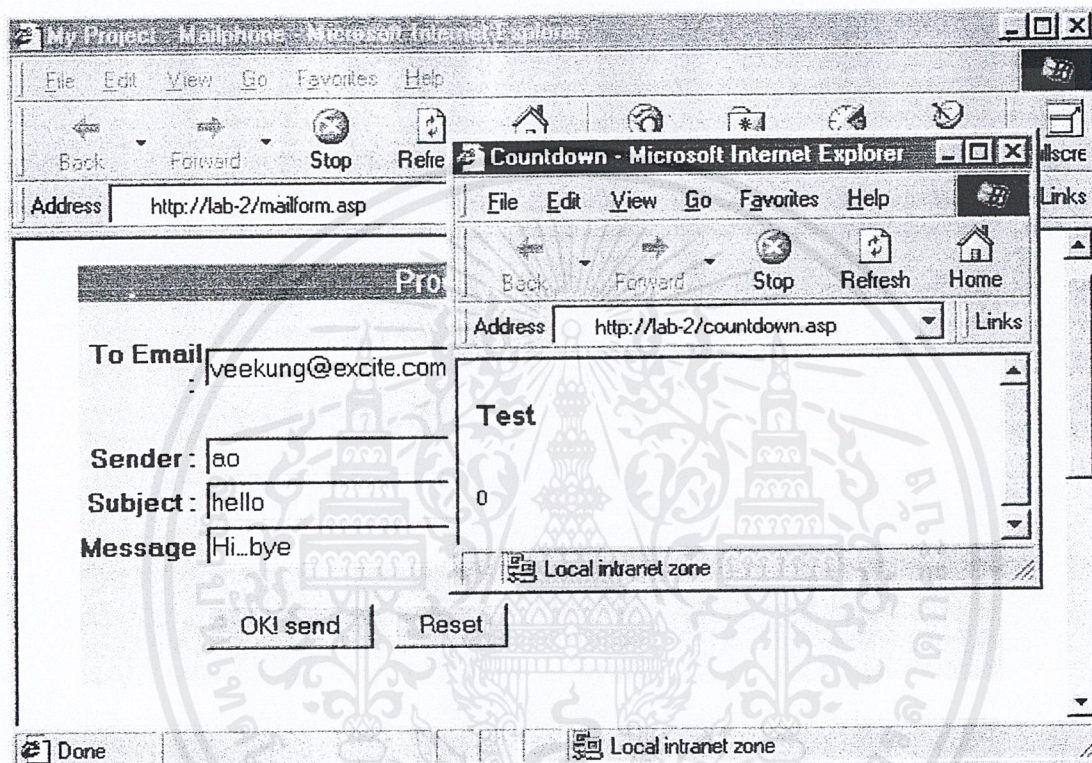 My Project : Mailphone - Microsoft Internet Explorer
File Edit View Go Favorites Help
Back Forward Stop Refre
llscre
Address http://lab-2/mailform.asp
Links
Pro
To Email :
veekung@excite.com
Sender : ao
Subject : hello
Message Hi...bye
OK! send Reset
Done
Local intranet zone
Countdown - Microsoft Internet Explorer
File Edit View Go Favorites Help
Back Forward Stop Refresh Home
Address http://lab-2/countdown.asp Links
Test
0
Local intranet zone